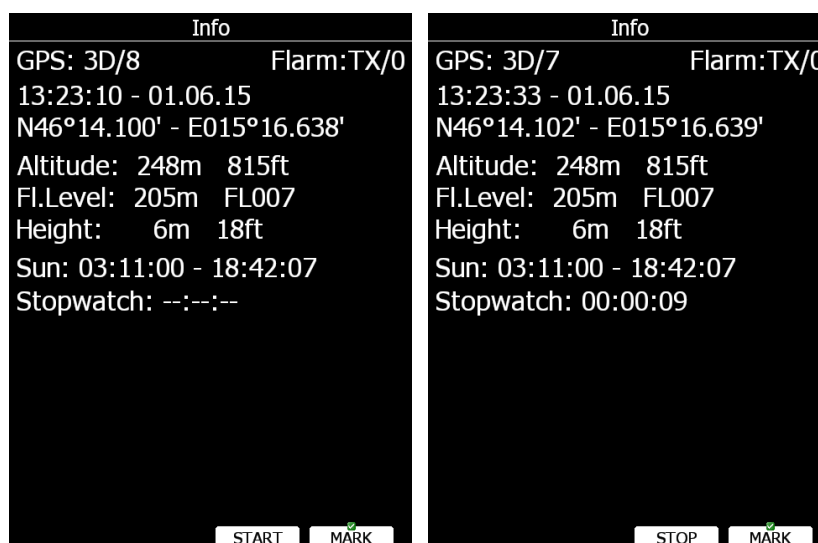 Info
GPS: 3D/8 Flarm:TX/0
13:23:10 - 01.06.15
N46°14.100' - E015°16.638'
Altitude: 248m 815ft
Fl.Level: 205m FL007
Height: 6m 18ft
Sun: 03:11:00 - 18:42:07
Stopwatch: --:--:--
START MARK
Info
GPS: 3D/7 Flarm:TX/0
13:23:33 - 01.06.15
N46°14.102' - E015°16.639'
Altitude: 248m 815ft
Fl.Level: 205m FL007
Height: 6m 18ft
Sun: 03:11:00 - 18:42:07
Stopwatch: 00:00:09
STOP MARK